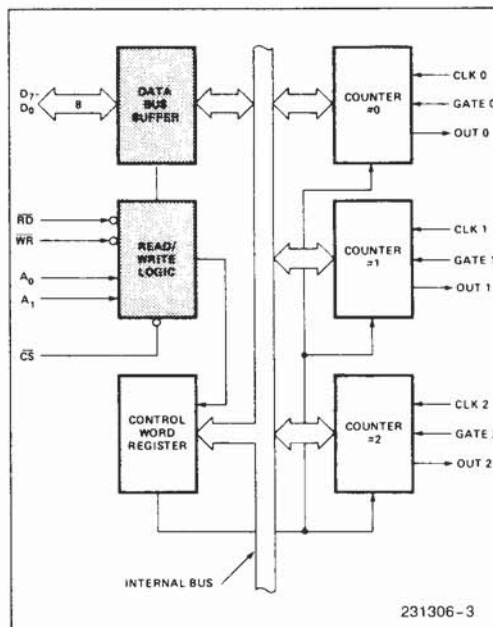 D7-
D0
8
DATA
BUS
BUFFER
RD
WR
A0
A1
CS
READ/
WRITE
LOGIC
CONTROL
WORD
REGISTER
INTERNAL BUS
COUNTER
#0
CLK 0
GATE 0
OUT 0
COUNTER
#1
CLK 1
GATE 1
OUT 1
COUNTER
#2
CLK 2
GATE
OUT 2
231306-3